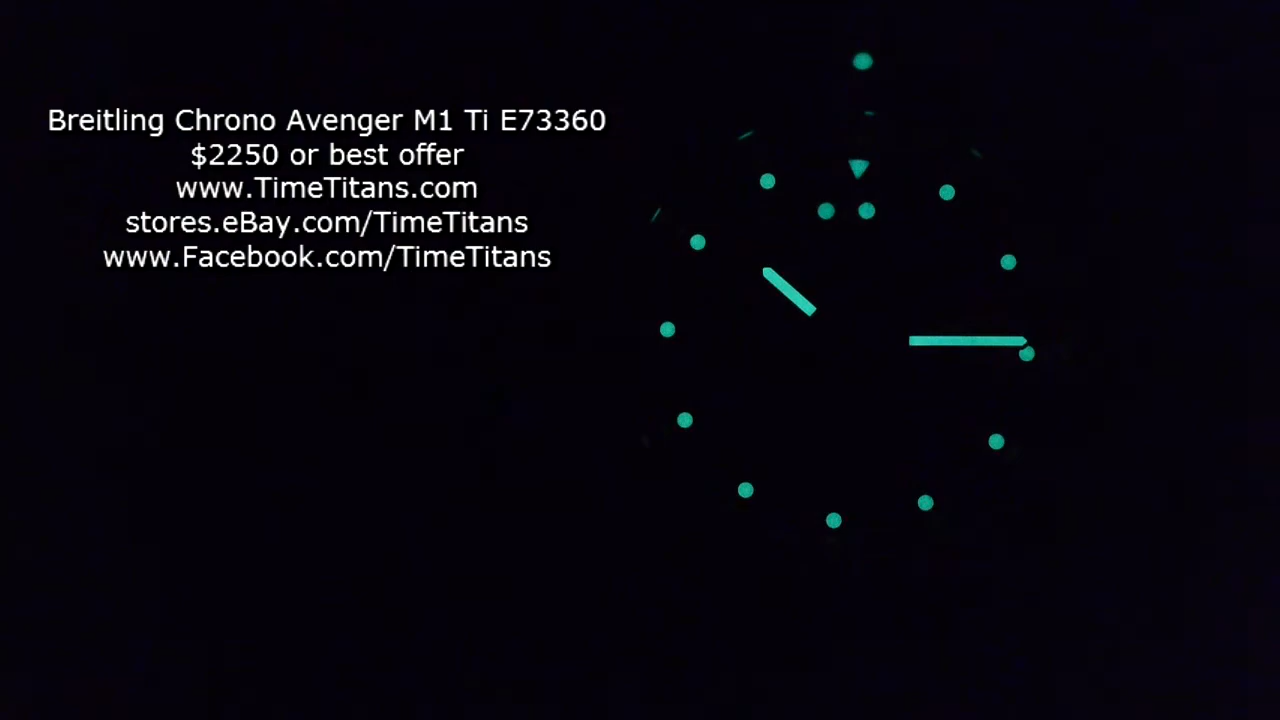 Breitling Chrono Avenger M1 Ti E73360
$2250 or best offer
www.TimeTitans.com
stores.eBay.com/TimeTitans
www.Facebook.com/TimeTitans